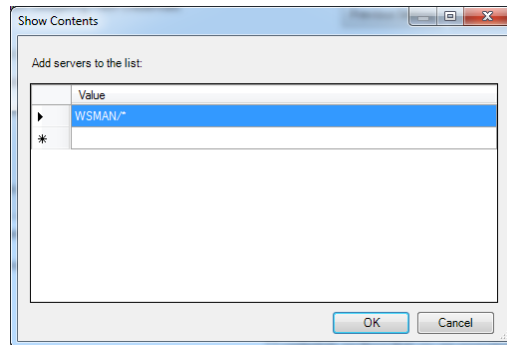 Show Contents
Add servers to the list:
Value
WSMAN/*
OK
Cancel